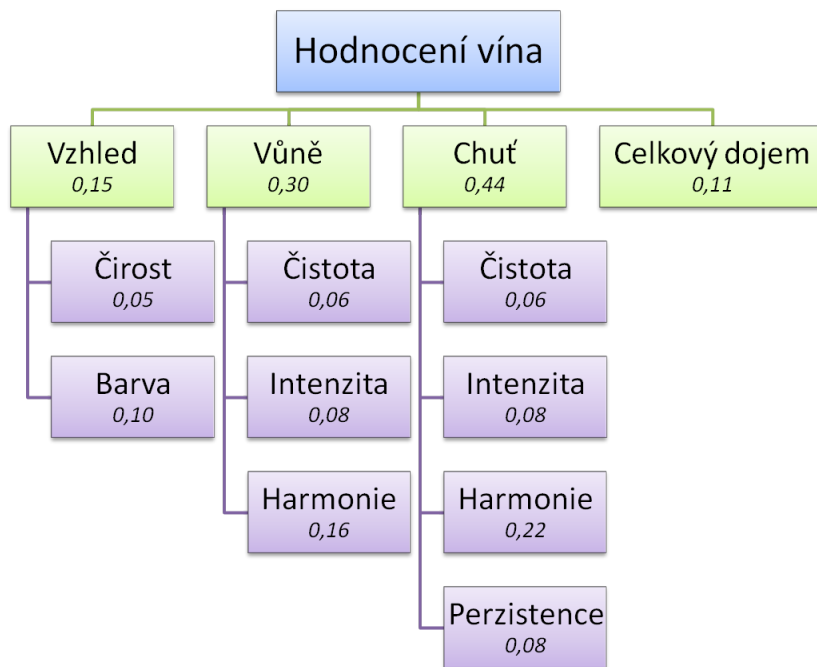 Hodnocení vína
Vzhled
0,15
Vůně
0,30
Chuť
0,44
Celkový dojem
0,11
Čirost
0,05
Barva
0,10
Čistota
0,06
Intenzita
0,08
Harmonie
0,16
Čistota
0,06
Intenzita
0,08
Harmonie
0,22
Perzistence
0,08